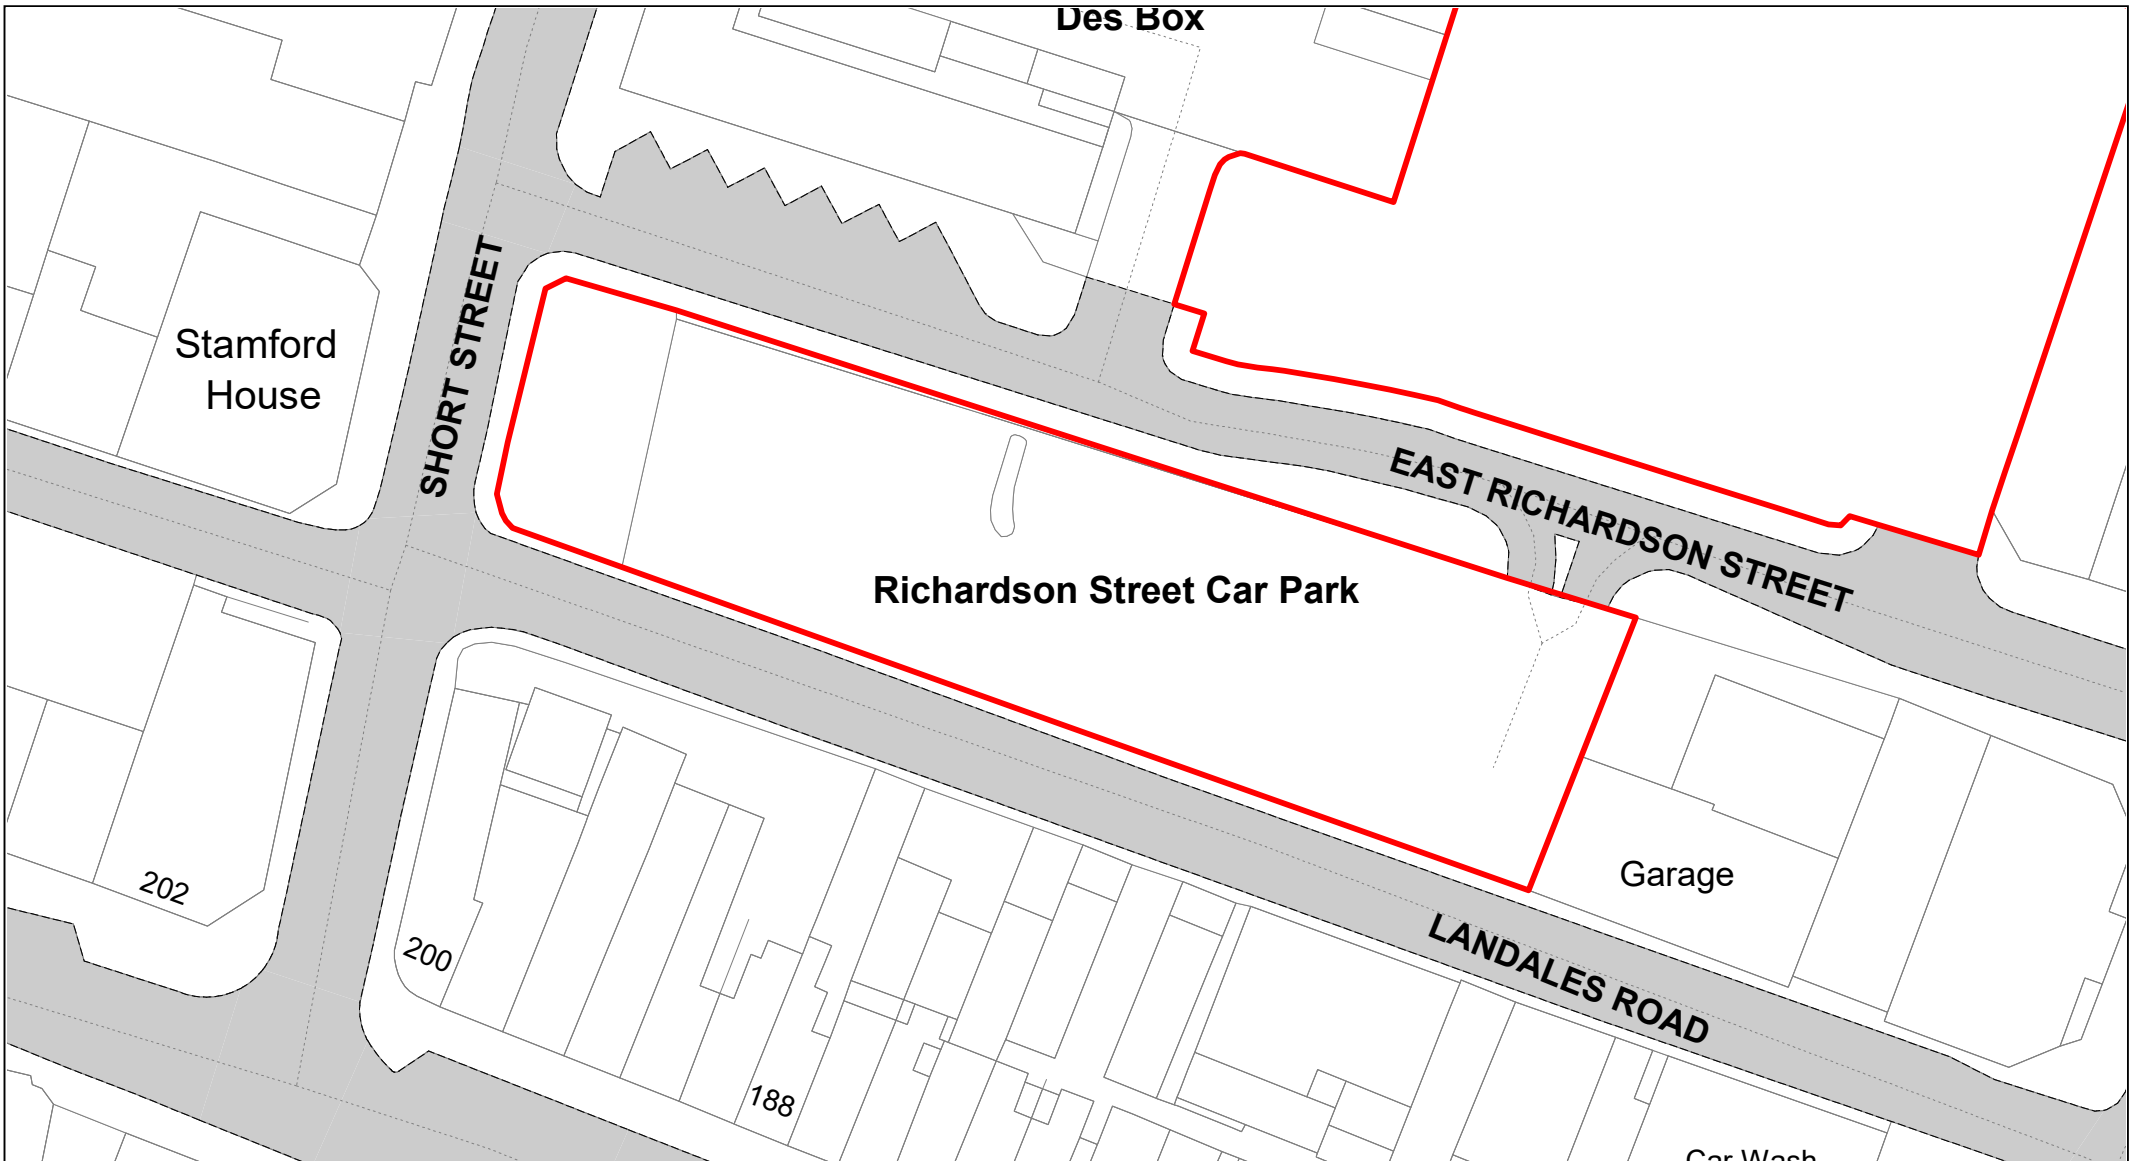 Des Box
Stamford
House
SHORT STREET
EAST RICHARDSON STREET
Richardson Street Car Park
Garage
202
200
LANDALES ROAD
188
Car Wash